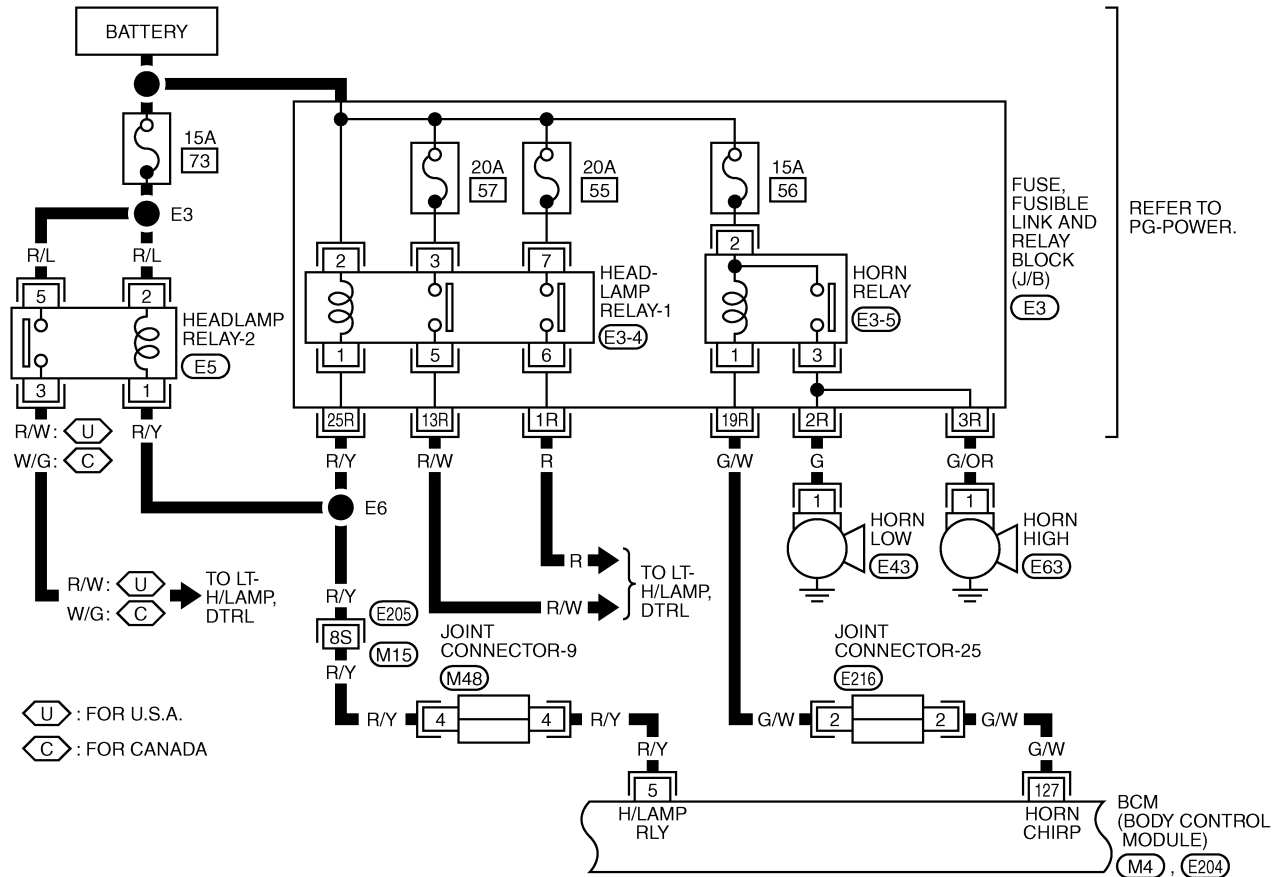 BATTERY
15A
73
E3
R/L
R/L
5
2
HEADLAMP
RELAY-2
E5
3
1
R/W:
U
W/G:
C
R/Y
20A
57
20A
55
15A
56
2
3
7
HEAD-
LAMP
RELAY-1
E3-4
1
5
6
2
HORN
RELAY
E3-5
1
3
FUSE,
FUSIBLE
LINK AND
RELAY
BLOCK
(J/B)
E3
REFER TO
PG-POWER.
25R
13R
1R
19R
2R
3R
R/Y
R/W
R
G/W
G
G/OR
E6
1
HORN
LOW
E43
1
HORN
HIGH
E63
R
R/W
TO LT-
H/LAMP,
DTRL
R/W:
U
W/G:
C
TO LT-
H/LAMP,
DTRL
R/Y
E205
8S
M15
R/Y
JOINT
CONNECTOR-9
M48
R/Y
4
4
R/Y
R/Y
JOINT
CONNECTOR-25
E216
G/W
2
2
G/W
G/W
U
: FOR U.S.A.
C
: FOR CANADA
5
H/LAMP
RLY
127
HORN
CHIRP
BCM
(BODY CONTROL
MODULE)
M4 , E204